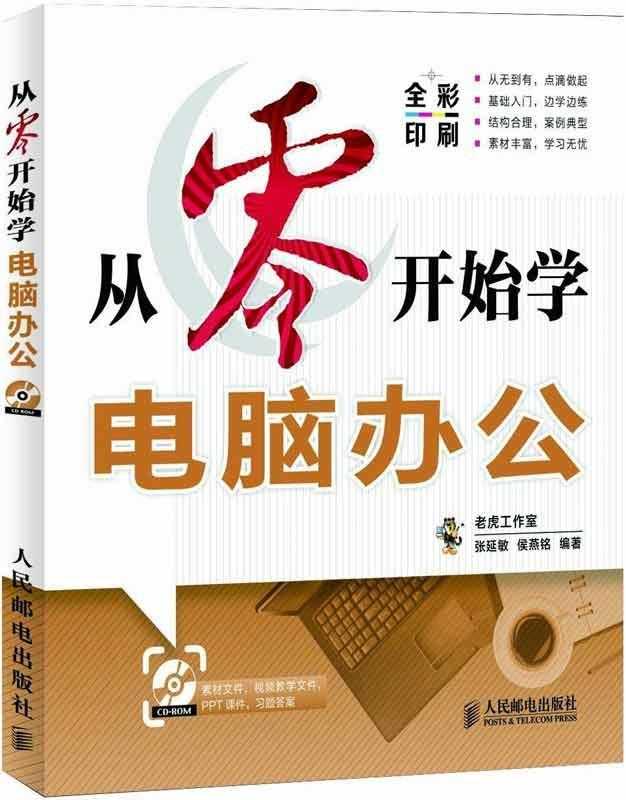 从零开始学
电脑办公
CD-ROM
人民邮电出版社
全彩
印刷
从无到有，点滴做起
基础入门，边学边练
结构合理，案例典型
素材丰富，学习无忧
从零开始学
电脑办公
老虎工作室
张延敏 侯燕铭 编著
CD-ROM
素材文件，视频教学文件，
PPT 课件，习题答案
人民邮电出版社
POSTS & TELECOM PRESS